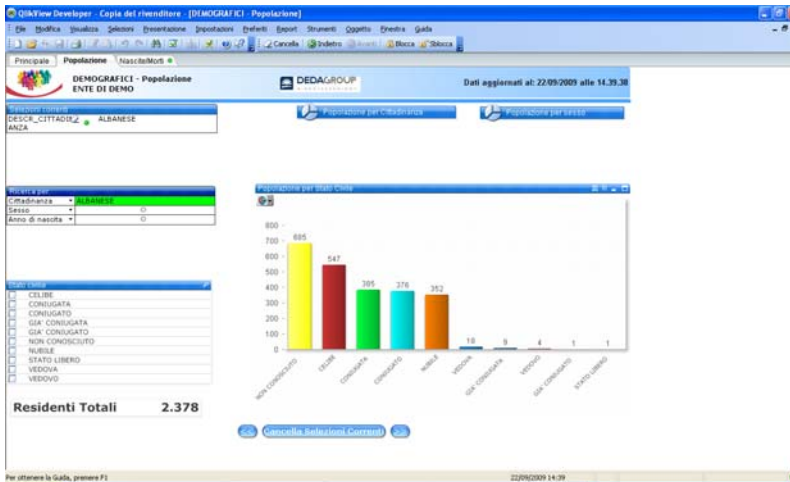 QlikView Developer - Copia del rivenditore - [DEMOGRAFICI - Popolazione]
File Modifica Visualizza Selezioni Presentazione Impostazioni Preferiti Report Strumenti Oggetto Finestra Guida
Cancella Indietro Avanti Blocca Sblocca
Principale Popolazione Nascite/Morti
DEMOGRAFICI - Popolazione
ENTE DI DEMO
DEDAGROUP
Dati aggiornati al: 22/09/2009 alle 14.39.38
Selezioni correnti
DESCR_CITTADI
ANZA
ALBANESE
Popolazione per Cittadinanza
Popolazione per sesso
Ricerca per
Cittadinanza ALBANESE
Sesso
Anno di nascita
Popolazione per Stato Civile
800
700
600
500
400
300
200
100
0
685
547
385
376
352
18
9
4
1
1
NON CONOSCIUTO
CELIBE
CONIUGATA
CONIUGATO
NUBILE
VEDOVA
GIA' CONIUGATA
VEDOVO
GIA' CONIUGATO
STATO LIBERO
Stato Civile
CELIBE
CONIUGATA
CONIUGATO
GIA' CONIUGATA
GIA' CONIUGATO
NON CONOSCIUTO
NUBILE
STATO LIBERO
VEDOVA
VEDOVO
Residenti Totali 2.378
<< Cancella Selezioni Correnti >>
Per ottenere la Guida, premere F1
22/09/2009 14:39